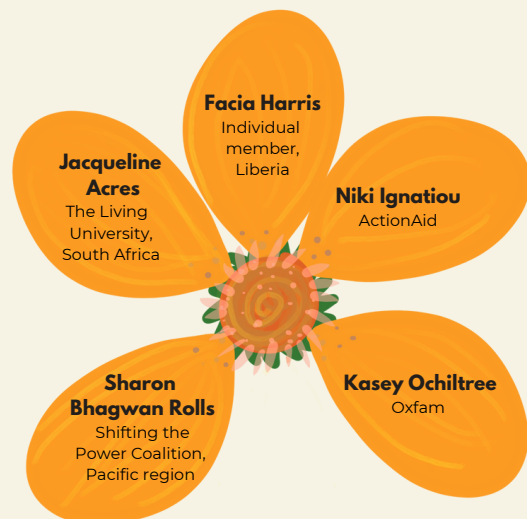 Facia Harris
Individual
member,
Liberia
Jacqueline
Acres
The Living
University,
South Africa
Niki Ignatiou
ActionAid
Sharon
Bhagwan Rolls
Shifting the
Power Coalition,
Pacific region
Kasey Ochiltree
Oxfam